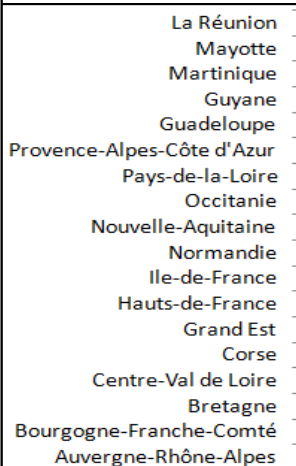 La Réunion
Mayotte
Martinique
Guyane
Guadeloupe
Provence-Alpes-Côte d'Azur
Pays-de-la-Loire
Occitanie
Nouvelle-Aquitaine
Normandie
Ile-de-France
Hauts-de-France
Grand Est
Corse
Centre-Val de Loire
Bretagne
Bourgogne-Franche-Comté
Auvergne-Rhône-Alpes